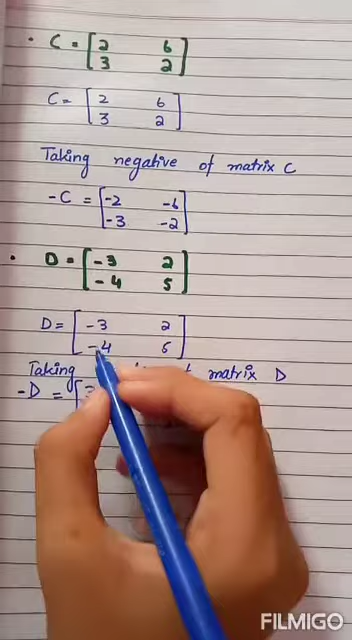 • C = [ 2 6
3 2 ]
C = [ 2 6
3 2 ]
Taking negative of matrix C
-C = [ -2 -6
-3 -2 ]
• D = [ -3 2
-4 5 ]
D = [ -3 2
-4 5 ]
Taking matrix D
-D = [
FILMIGO